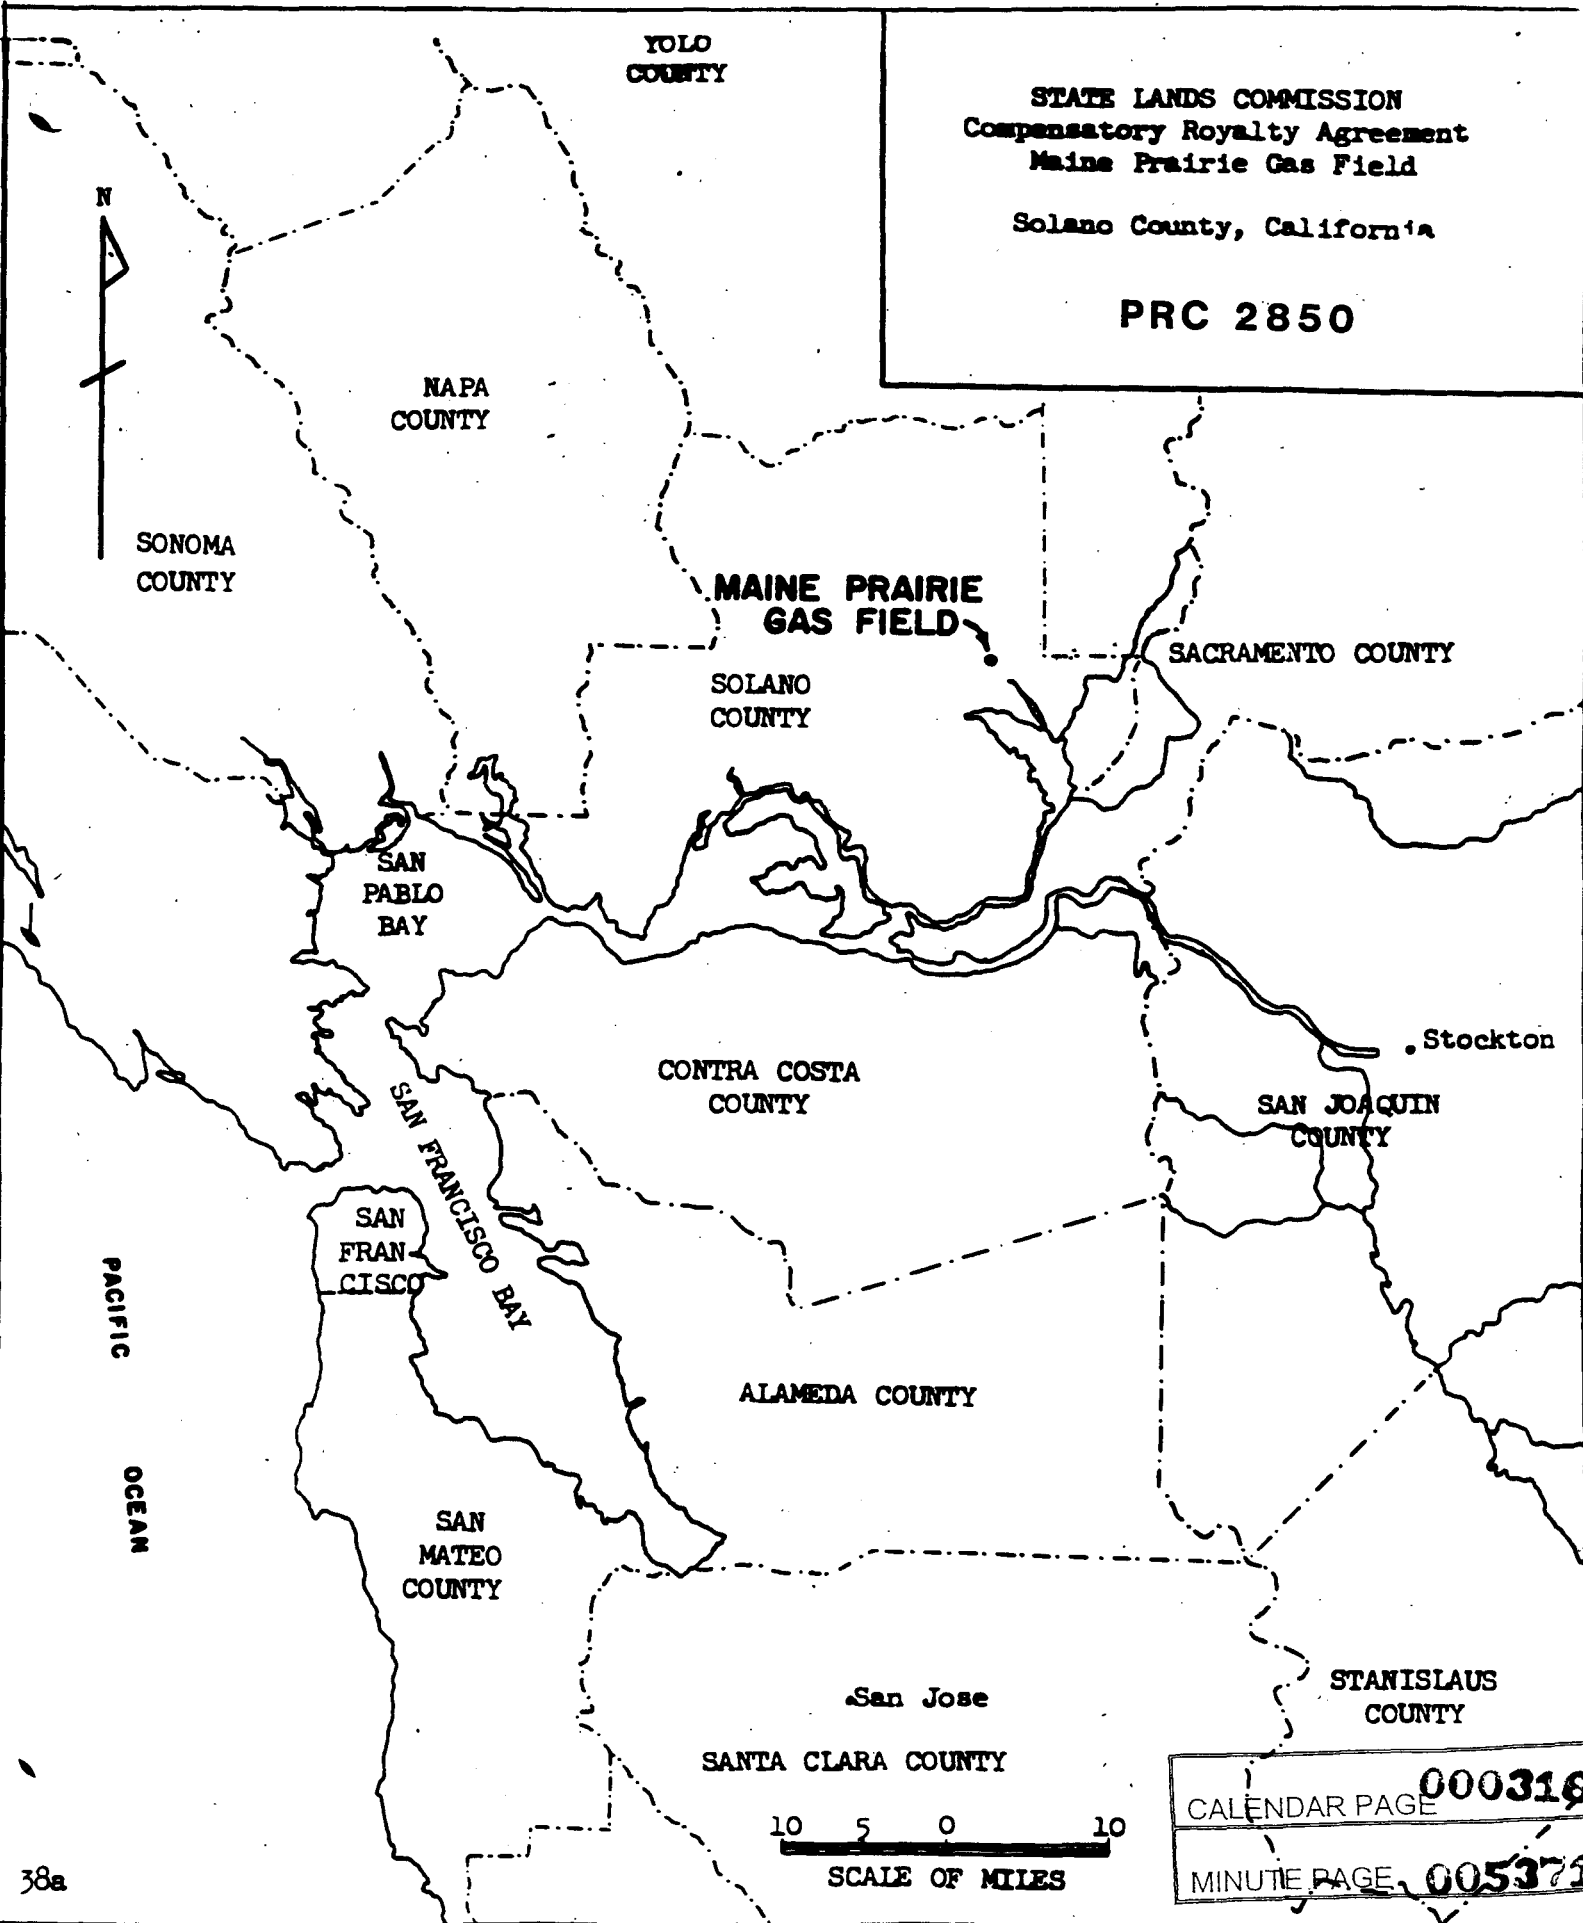 YOLO
COUNTY
STATE LANDS COMMISSION
Compensatory Royalty Agreement
Maine Prairie Gas Field
Solano County, California
PRC 2850
N
NAPA
COUNTY
SONOMA
COUNTY
MAINE PRAIRIE
GAS FIELD
SACRAMENTO COUNTY
SOLANO
COUNTY
SAN
PABLO
BAY
Stockton
CONTRA COSTA
COUNTY
SAN JOAQUIN
COUNTY
SAN FRANCISCO BAY
SAN
FRAN-
CISCO
PACIFIC
OCEAN
ALAMEDA COUNTY
SAN
MATEO
COUNTY
San Jose
STANISLAUS
COUNTY
SANTA CLARA COUNTY
10 5 0 10
SCALE OF MILES
CALENDAR PAGE 000316
MINUTE PAGE 005371
38a